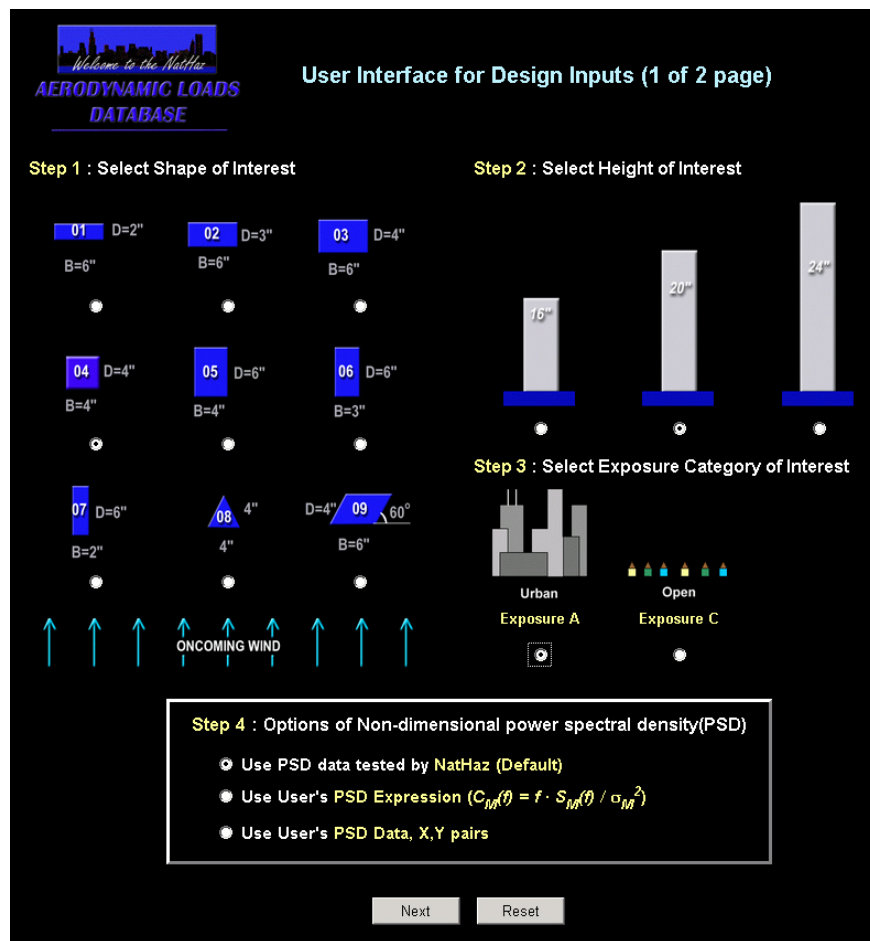 Welcome to the NatHaz
AERODYNAMIC LOADS
DATABASE
User Interface for Design Inputs (1 of 2 page)
Step 1 : Select Shape of Interest
01 D=2"
B=6"
02 D=3"
B=6"
03 D=4"
B=6"
04 D=4"
B=4"
05 D=6"
B=4"
06 D=6"
B=3"
07 D=6"
B=2"
08 4"
4"
D=4" 09 60°
B=6"
ONCOMING WIND
Step 2 : Select Height of Interest
16"
20"
24"
Step 3 : Select Exposure Category of Interest
Urban
Exposure A
Open
Exposure C
Step 4 : Options of Non-dimensional power spectral density(PSD)
Use PSD data tested by NatHaz (Default)
Use User's PSD Expression (C_M(f) = f · S_M(f) / σ_M²)
Use User's PSD Data, X,Y pairs
Next
Reset